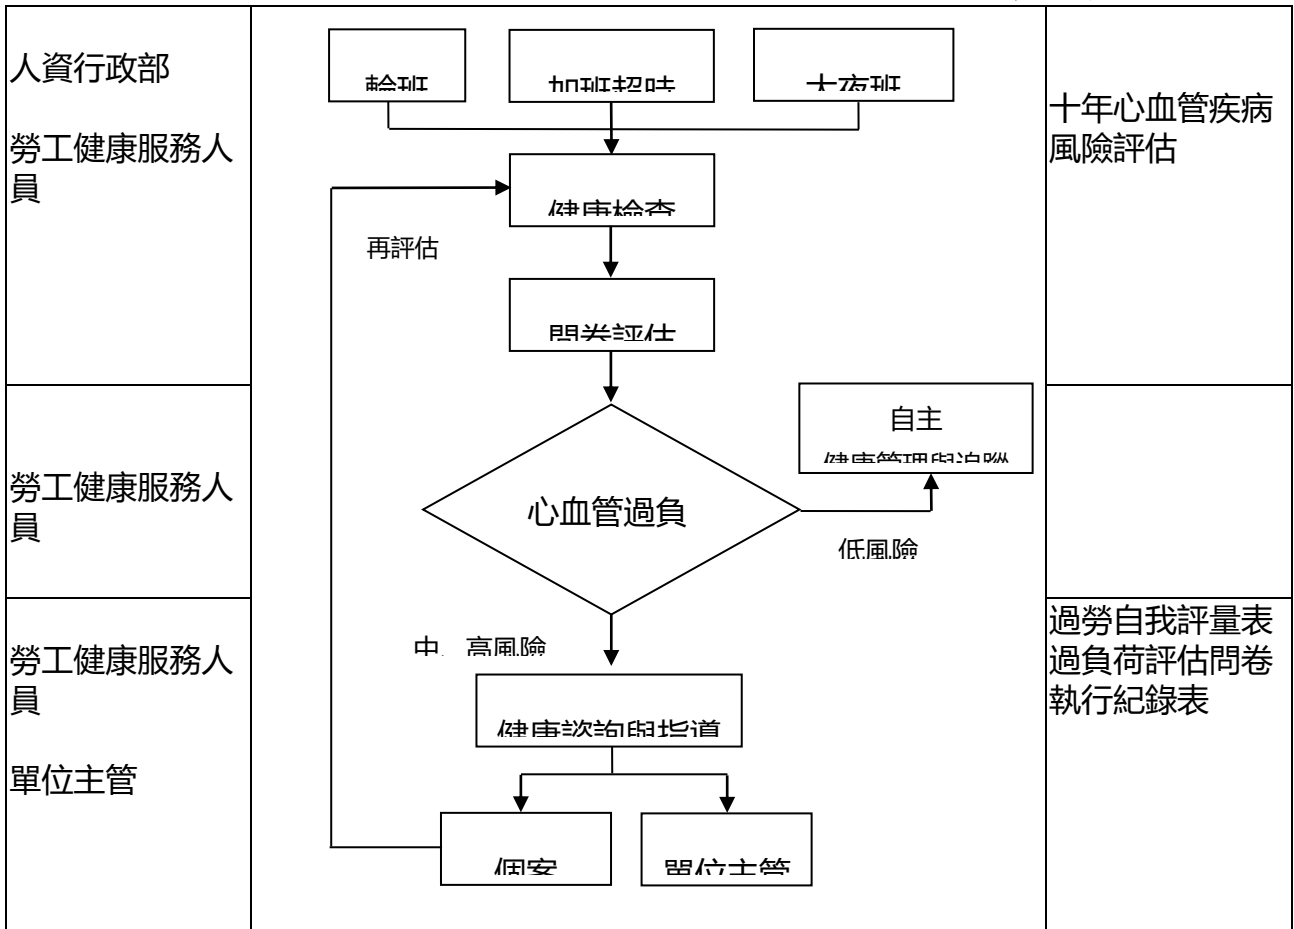 人資行政部
勞工健康服務人
員
輪班
加班超時
大夜班
十年心血管疾病
風險評估
健康檢查
再評估
問卷評估
勞工健康服務人
員
自主
健康管理與追蹤
心血管過負
低風險
勞工健康服務人
員
單位主管
中、高風險
健康諮詢與指導
個案
單位主管
過勞自我評量表
過負荷評估問卷
執行紀錄表